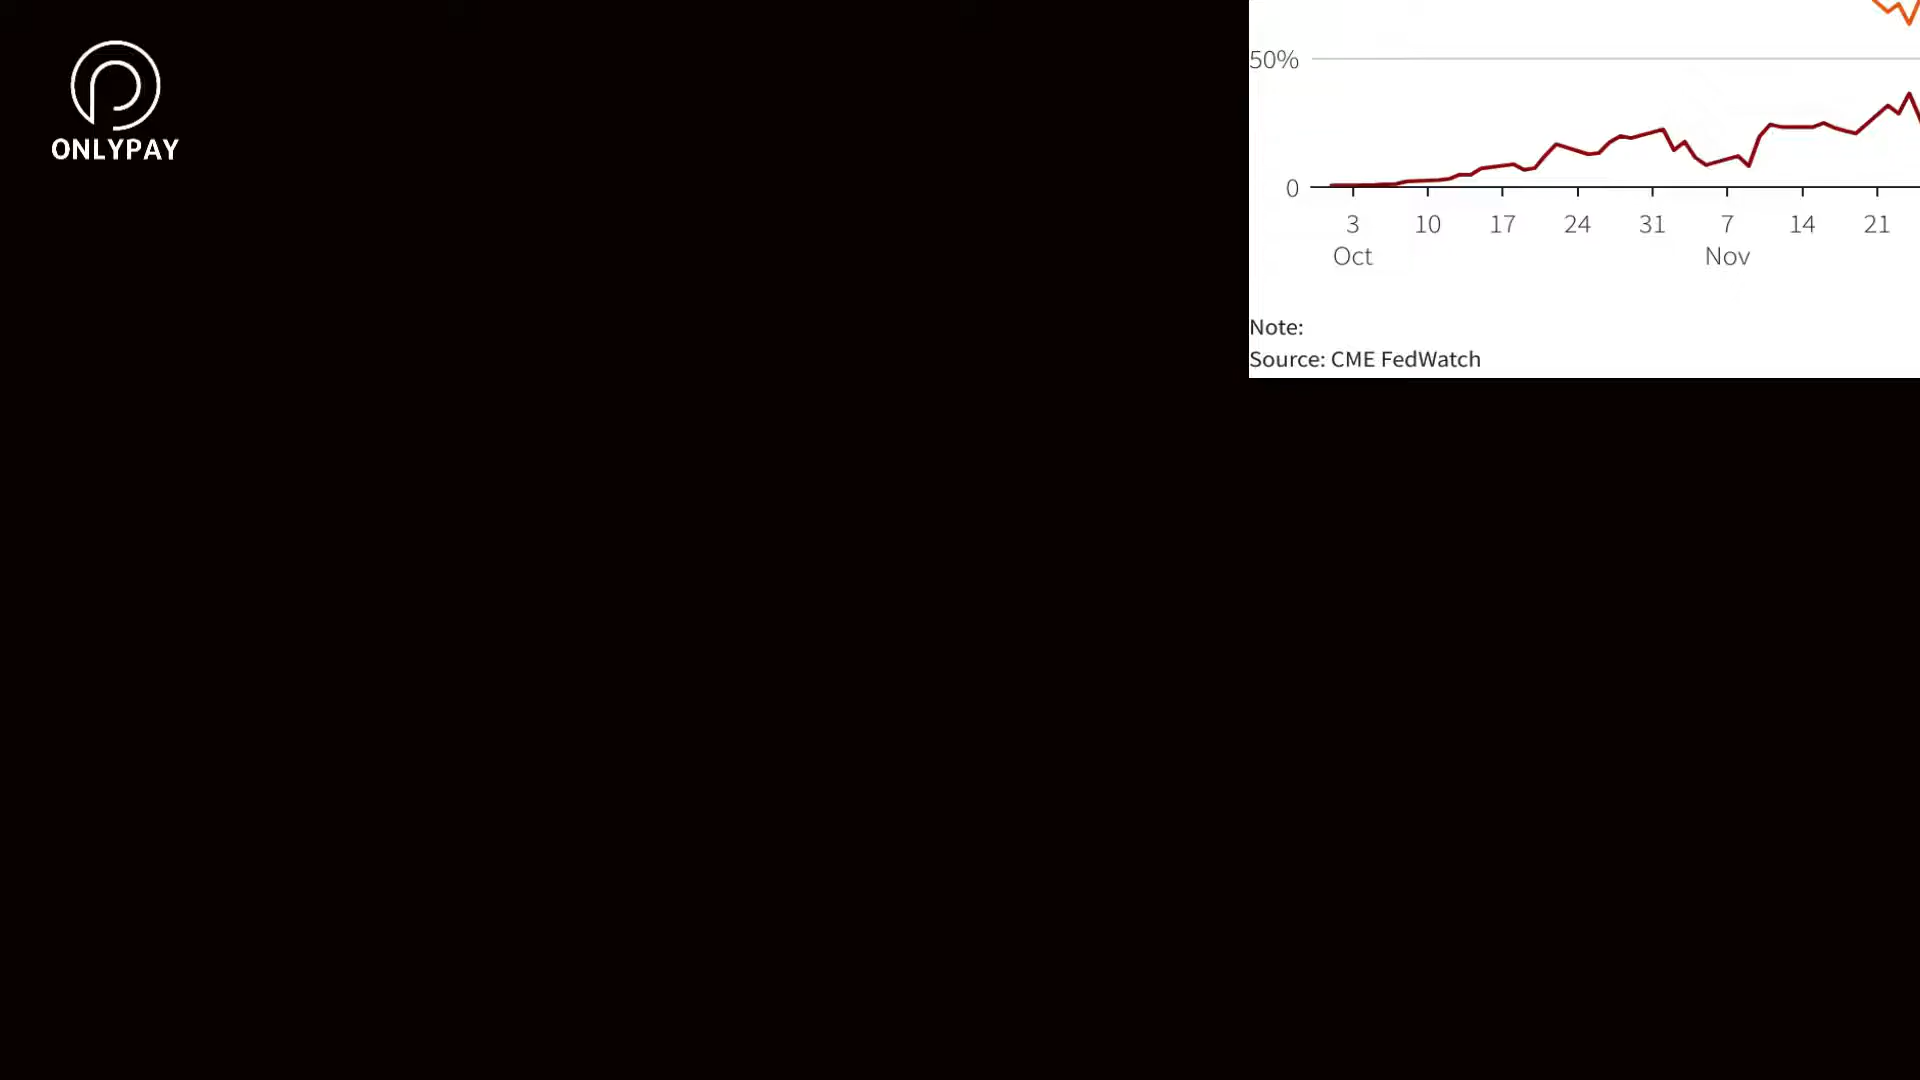 ONLYPAY
50%
0
3 10 17 24 31 7 14 21
Oct Nov
Note:
Source: CME FedWatch